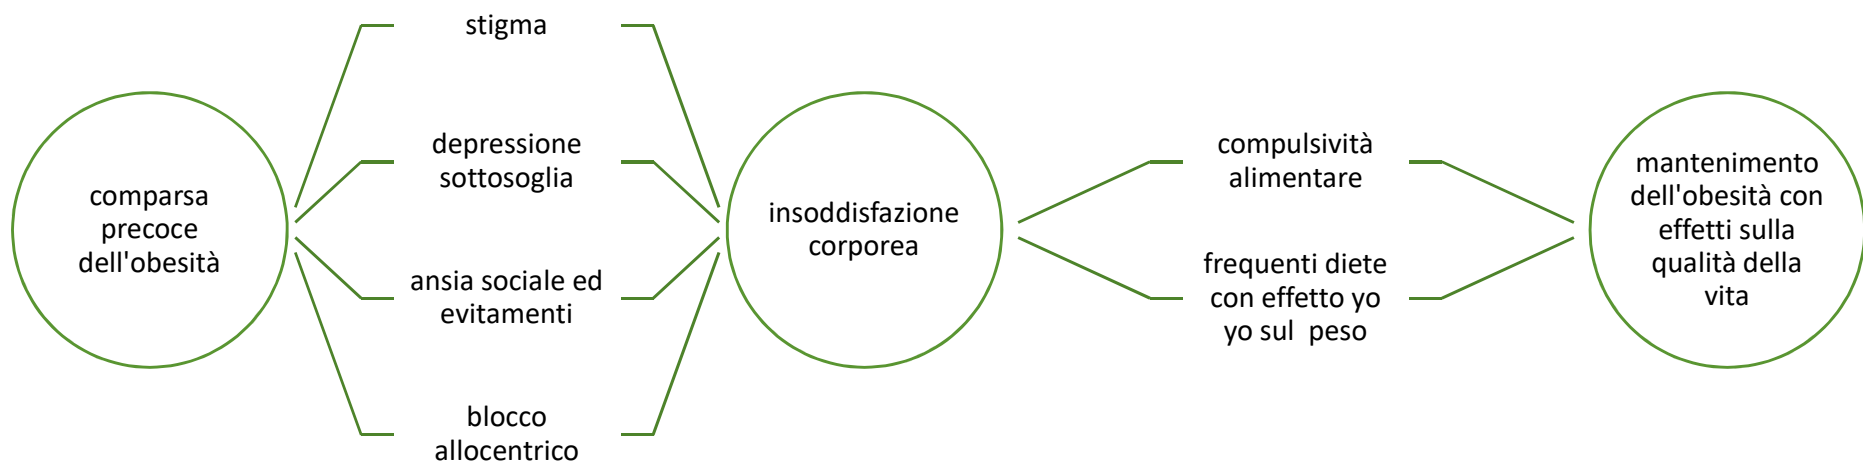 comparsa
precoce
dell'obesità
stigma
depressione
sottosoglia
ansia sociale ed
evitamenti
blocco
allocentrico
insoddisfazione
corporea
compulsività
alimentare
frequenti diete
con effetto yo
yo sul  peso
mantenimento
dell'obesità con
effetti sulla
qualità della
vita